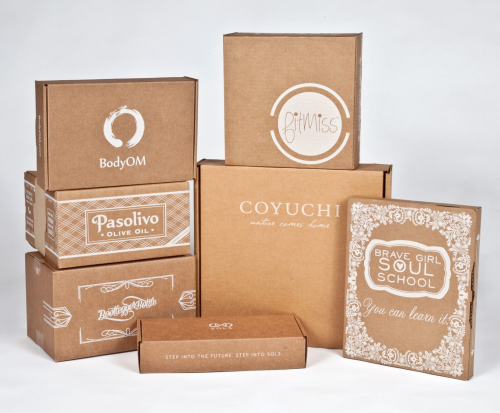 BodyOM
fitmiss
Pasolivo
OLIVE OIL
COYUCHI
nature comes home
BRAVE GIRL
SOUL
SCHOOL
You can learn it.
STEP INTO THE FUTURE. STEP INTO SOLS.